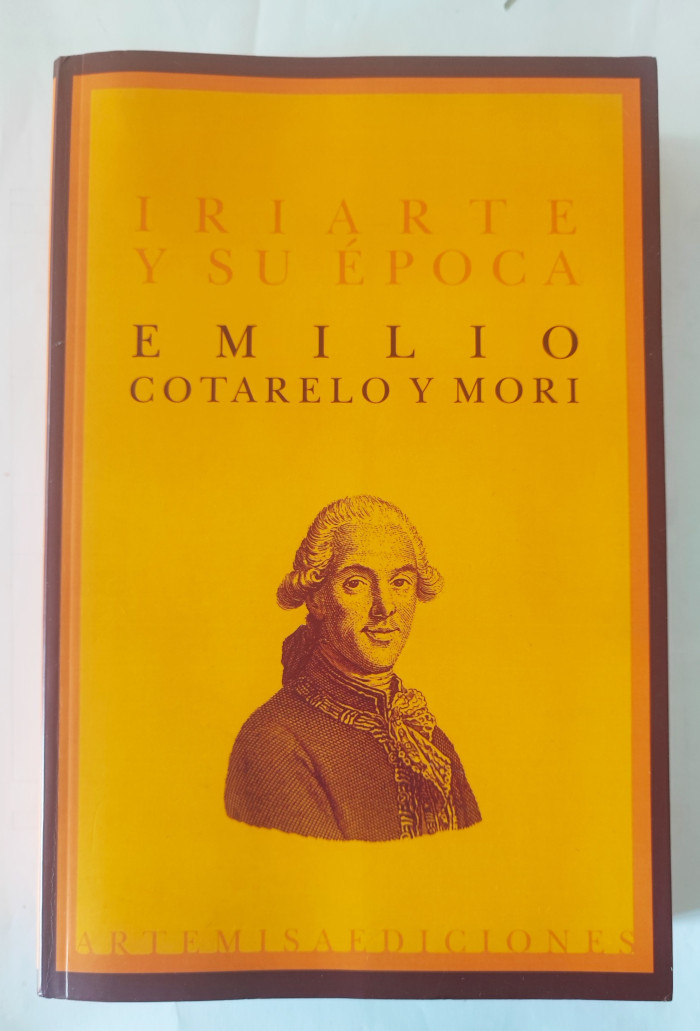 IRIARTE
Y SU ÉPOCA
EMILIO
COTARELO Y MORI
ARTEMISAEDICIONES